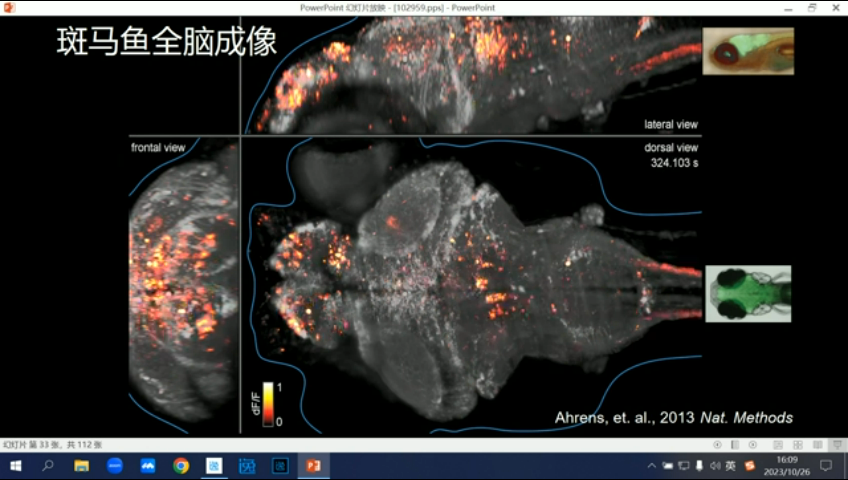 PowerPoint 幻灯片放映 - [102959.pps] - PowerPoint
斑马鱼全脑成像
lateral view
frontal view
dorsal view
324.103 s
dF/F
1
0
Ahrens, et. al., 2013 Nat. Methods
幻灯片 第 33 张，共 112 张
英
16:09
2023/10/26